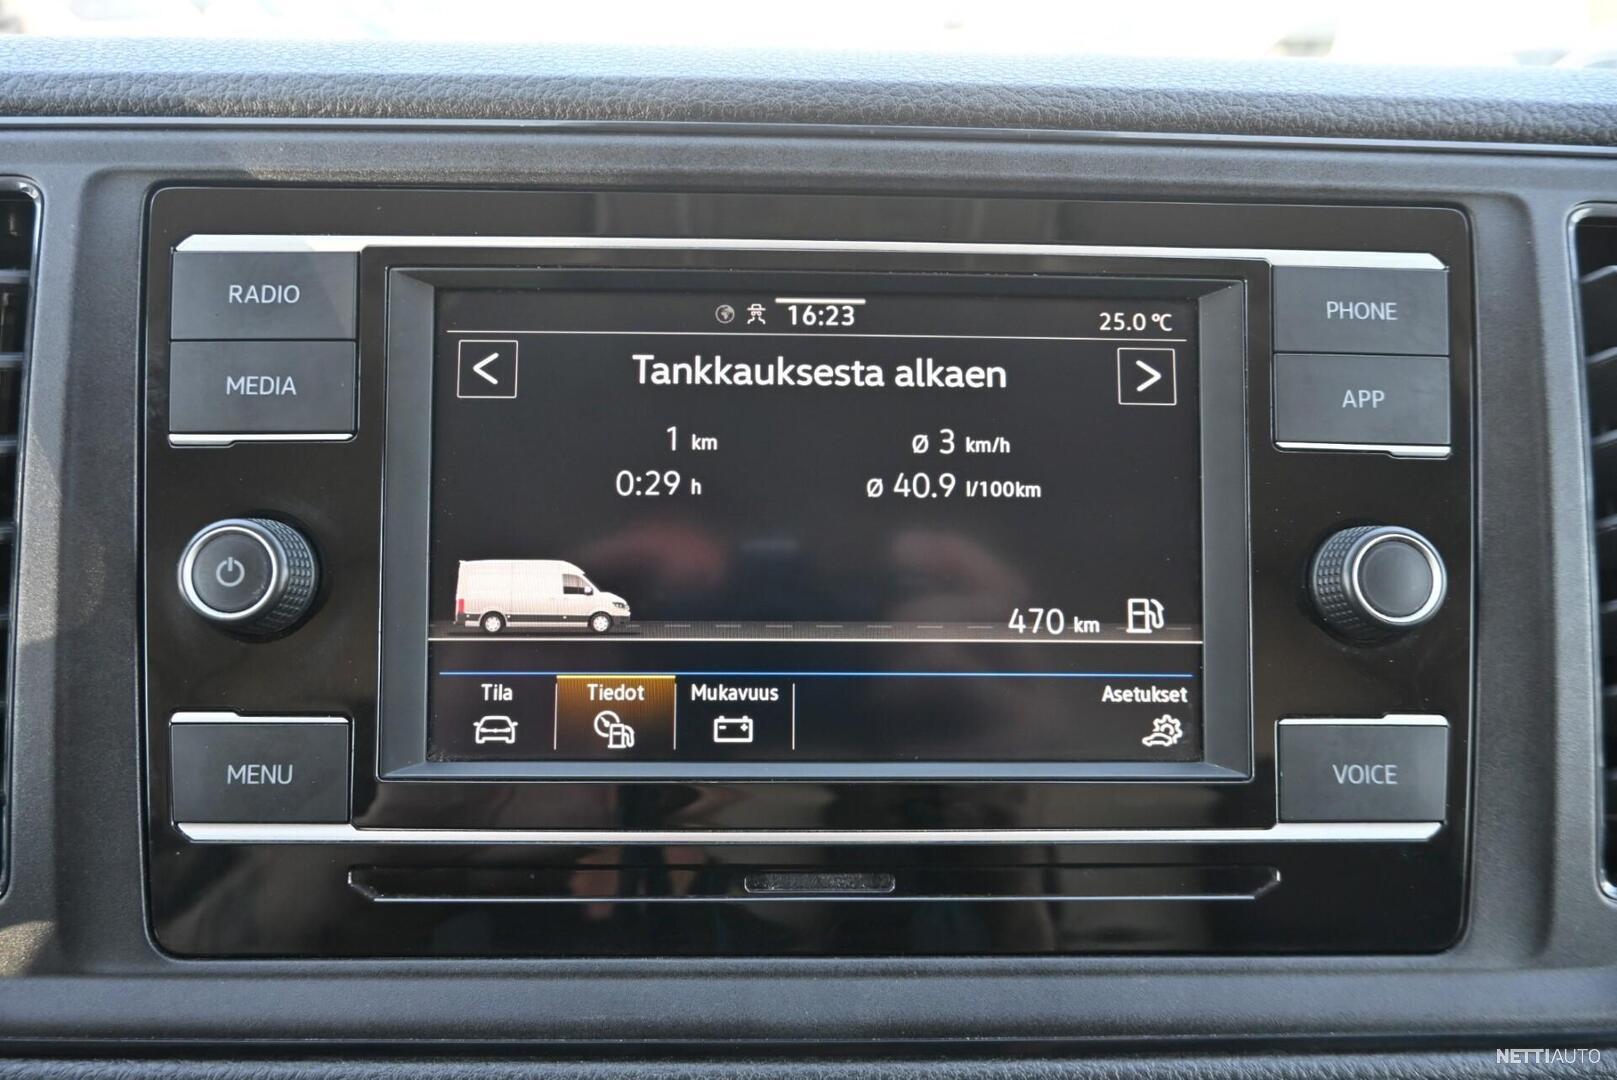 RADIO
MEDIA
MENU
16:23
25.0 °C
< Tankkauksesta alkaen >
1 km
Ø 3 km/h
0:29 h
Ø 40.9 l/100km
470 km
Tila
Tiedot
Mukavuus
Asetukset
PHONE
APP
VOICE
NETTIAUTO